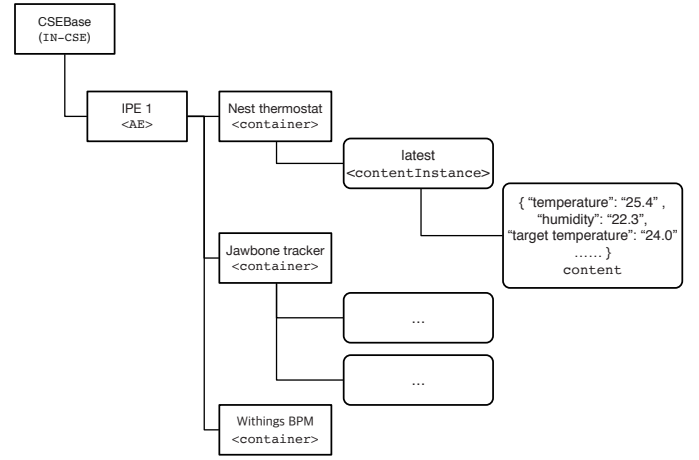 CSEBase
(IN-CSE)
IPE 1
<AE>
Nest thermostat
<container>
latest
<contentInstance>
{ “temperature”: “25.4” ,
“humidity”: “22.3”,
“target temperature”: “24.0”
…… }
content
Jawbone tracker
<container>
…
…
Withings BPM
<container>